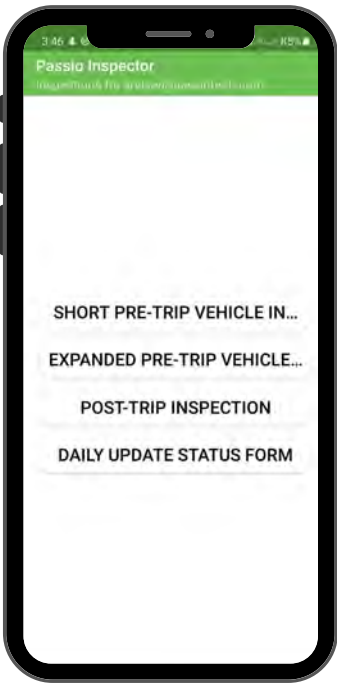 3:46
Passio Inspector
SHORT PRE-TRIP VEHICLE IN...
EXPANDED PRE-TRIP VEHICLE...
POST-TRIP INSPECTION
DAILY UPDATE STATUS FORM